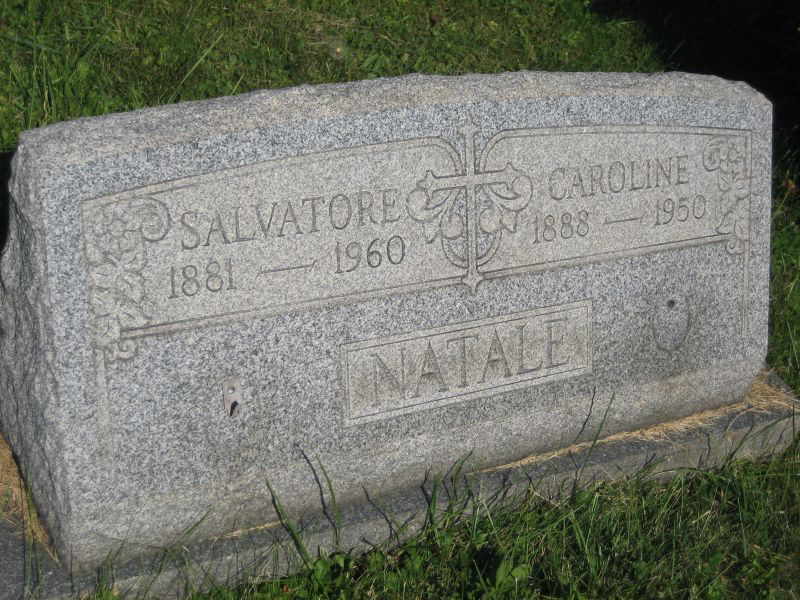 SALVATORE
1881 — 1960
CAROLINE
1888 — 1950
NATALE